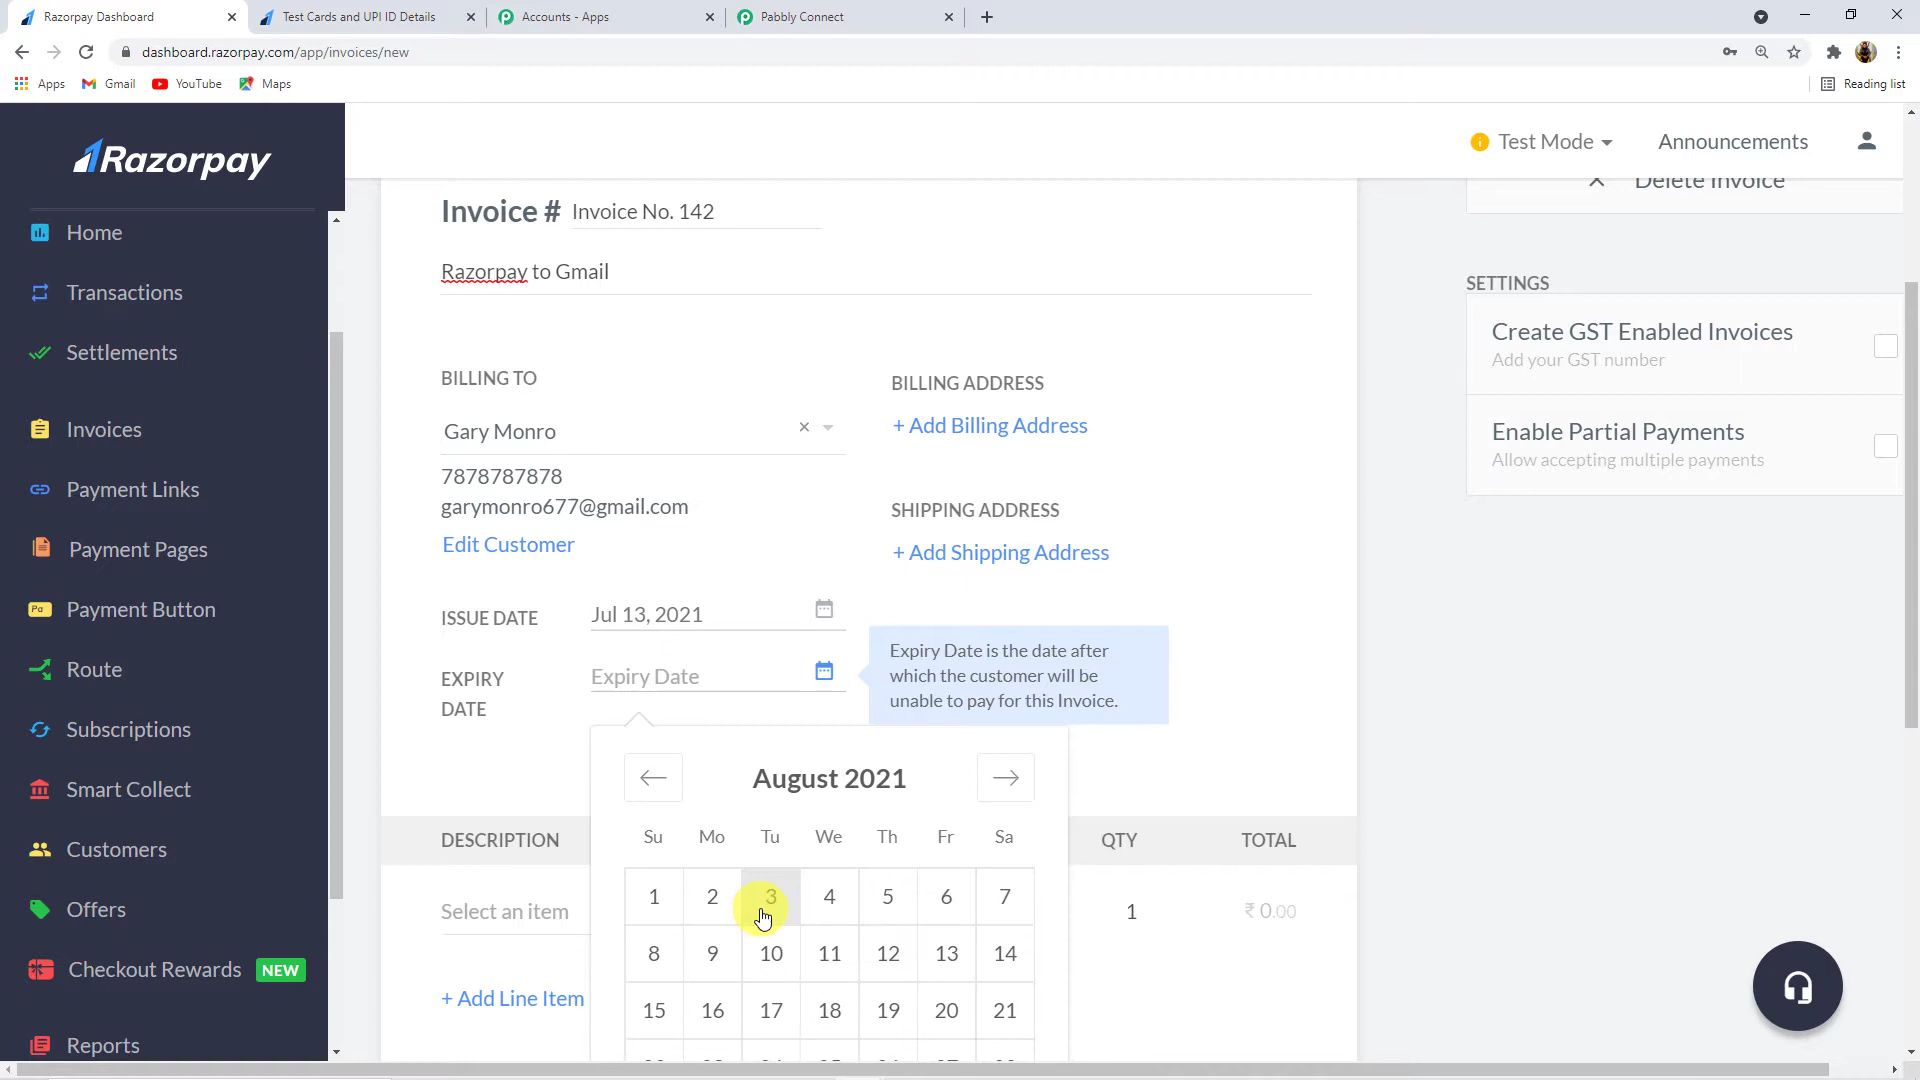 Razorpay Dashboard
Test Cards and UPI ID Details
Accounts - Apps
Pabbly Connect
dashboard.razorpay.com/app/invoices/new
Apps
Gmail
YouTube
Maps
Reading list
Razorpay
Home
Transactions
Settlements
Invoices
Payment Links
Payment Pages
Pa
Payment Button
Route
Subscriptions
Smart Collect
Customers
Offers
Checkout Rewards NEW
Reports
Test Mode
Announcements
Invoice # Invoice No. 142
Razorpay to Gmail
BILLING TO
Gary Monro
7878787878
garymonro677@gmail.com
Edit Customer
BILLING ADDRESS
+ Add Billing Address
SHIPPING ADDRESS
+ Add Shipping Address
ISSUE DATE Jul 13, 2021
EXPIRY DATE Expiry Date
Expiry Date is the date after
which the customer will be
unable to pay for this Invoice.
August 2021
Su Mo Tu We Th Fr Sa
1 2 3 4 5 6 7
8 9 10 11 12 13 14
15 16 17 18 19 20 21
DESCRIPTION QTY TOTAL
Select an item 1 ₹ 0.00
+ Add Line Item
Delete Invoice
SETTINGS
Create GST Enabled Invoices
Add your GST number
Enable Partial Payments
Allow accepting multiple payments